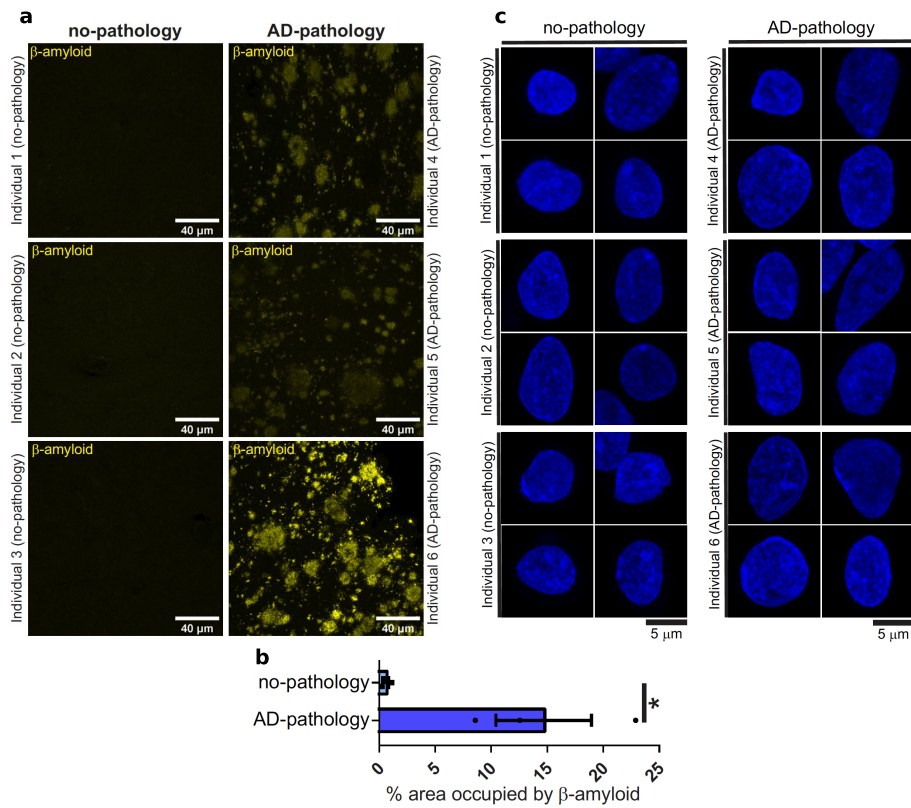 a
no-pathology
AD-pathology
β-amyloid
β-amyloid
Individual 1 (no-pathology)
Individual 4 (AD-pathology)
40 µm
40 µm
β-amyloid
β-amyloid
Individual 2 (no-pathology)
Individual 5 (AD-pathology)
40 µm
40 µm
β-amyloid
β-amyloid
Individual 3 (no-pathology)
Individual 6 (AD-pathology)
40 µm
40 µm
b
no-pathology
AD-pathology
*
0
5
10
15
20
25
% area occupied by β-amyloid
c
no-pathology
AD-pathology
Individual 1 (no-pathology)
Individual 4 (AD-pathology)
Individual 2 (no-pathology)
Individual 5 (AD-pathology)
Individual 3 (no-pathology)
Individual 6 (AD-pathology)
5 µm
5 µm